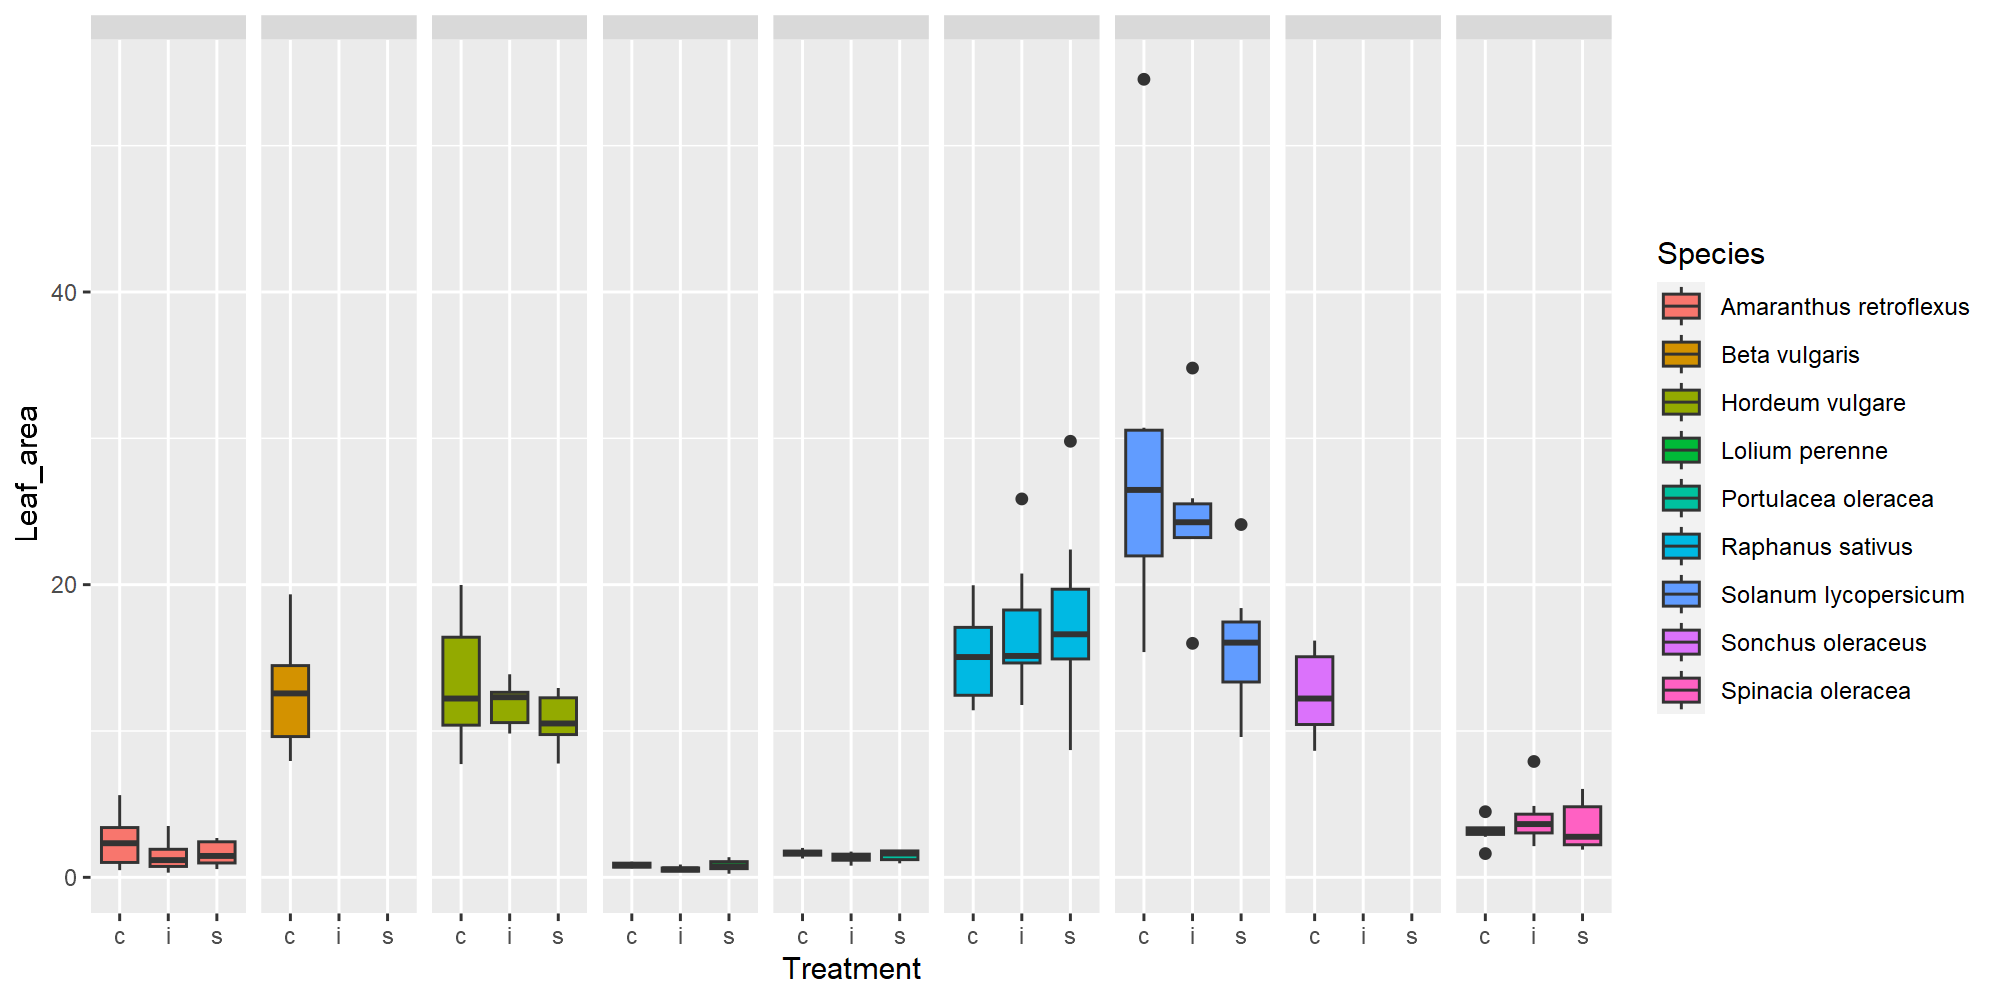 Leaf_area
40
20
0
c i s c i s c i s c i s c i s c i s c i s c i s c i s
Treatment
Species
Amaranthus retroflexus
Beta vulgaris
Hordeum vulgare
Lolium perenne
Portulacea oleracea
Raphanus sativus
Solanum lycopersicum
Sonchus oleraceus
Spinacia oleracea